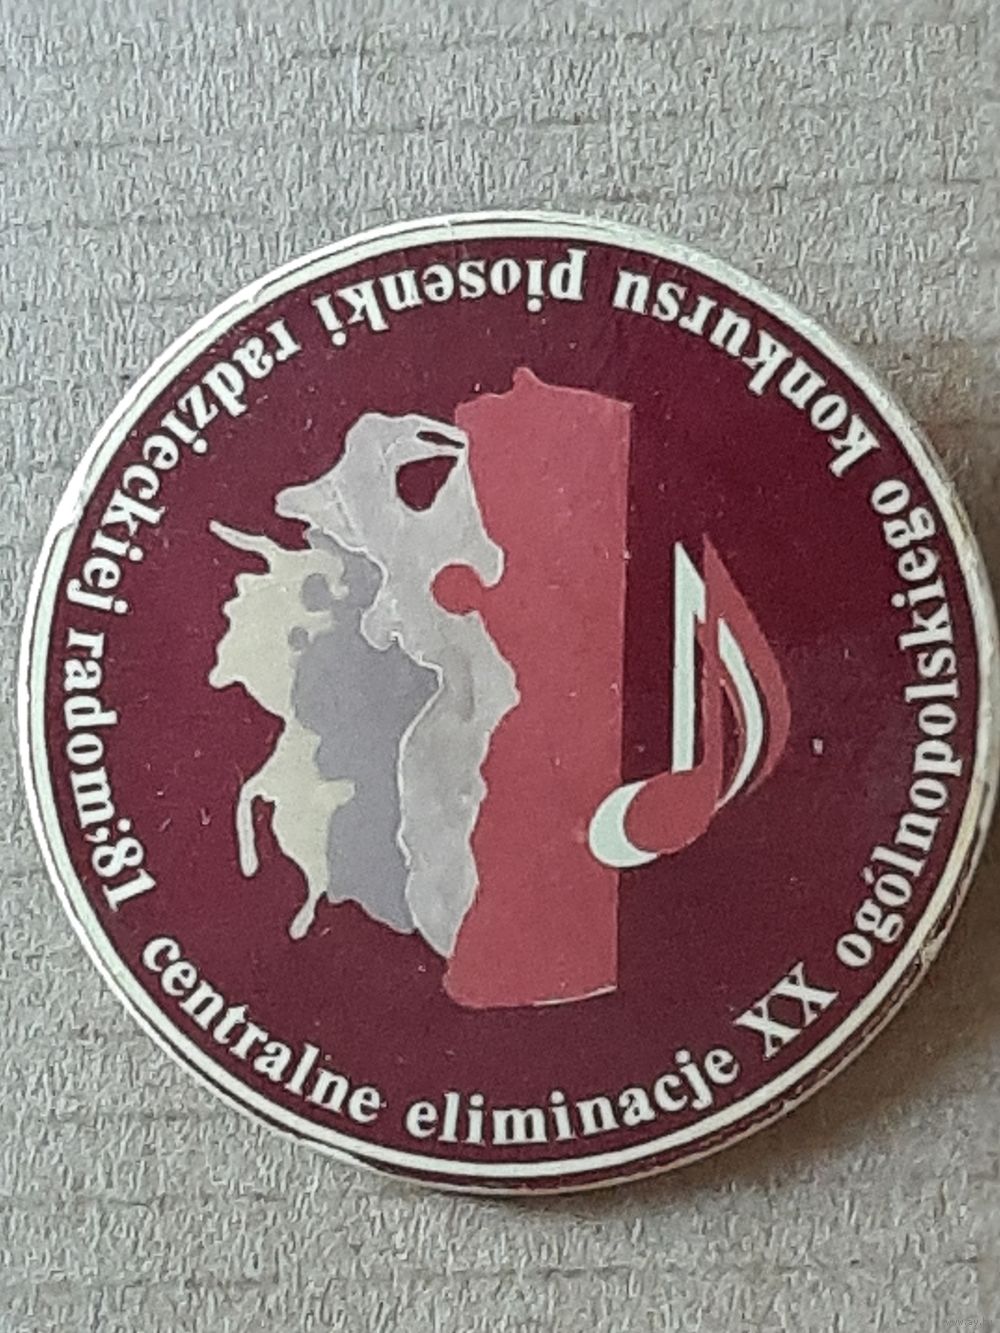 centralne eliminacje XX ogólnopolskiego konkursu piosenki radzieckiej radom;81